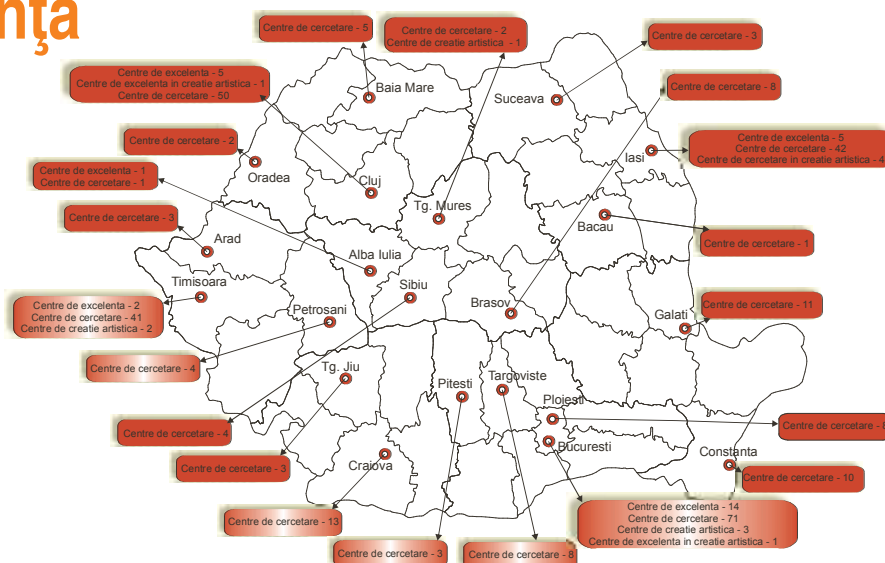 nţa
Centre de cercetare - 5
Centre de cercetare - 2
Centre de creatie artistica - 1
Centre de cercetare - 3
Centre de excelenta - 5
Centre de excelenta in creatie artistica - 1
Centre de cercetare - 50
Baia Mare
Suceava
Centre de cercetare - 8
Centre de cercetare - 2
Centre de excelenta - 5
Centre de cercetare - 42
Centre de cercetare in creatie artistica - 4
Iasi
Oradea
Cluj
Centre de excelenta - 1
Centre de cercetare - 1
Tg. Mures
Centre de cercetare - 3
Bacau
Arad
Centre de cercetare - 1
Alba Iulia
Timisoara
Sibiu
Centre de excelenta - 2
Centre de cercetare - 41
Centre de creatie artistica - 2
Petrosani
Brasov
Galati
Centre de cercetare - 11
Centre de cercetare - 4
Tg. Jiu
Pitesti
Targoviste
Ploiesti
Centre de cercetare - 8
Centre de cercetare - 4
Bucuresti
Constanta
Centre de cercetare - 3
Craiova
Centre de cercetare - 10
Centre de cercetare - 13
Centre de excelenta - 14
Centre de cercetare - 71
Centre de creatie artistica - 3
Centre de excelenta in creatie artistica - 1
Centre de cercetare - 3
Centre de cercetare - 8